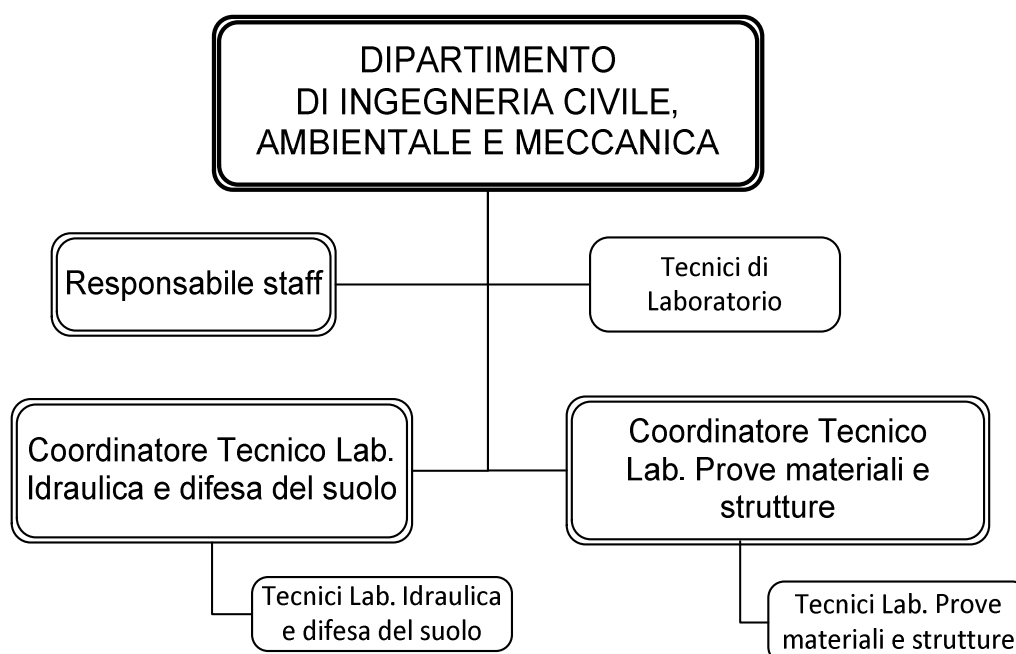 DIPARTIMENTO
DI INGEGNERIA CIVILE,
AMBIENTALE E MECCANICA
Responsabile staff
Tecnici di
Laboratorio
Coordinatore Tecnico Lab.
Idraulica e difesa del suolo
Coordinatore Tecnico
Lab. Prove materiali e
strutture
Tecnici Lab. Idraulica
e difesa del suolo
Tecnici Lab. Prove
materiali e strutture